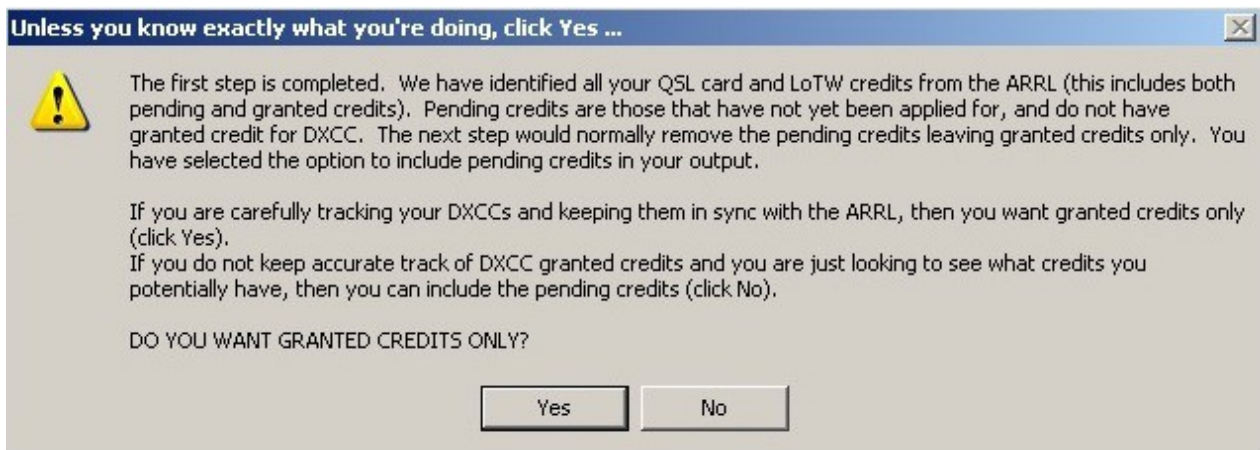 Unless you know exactly what you're doing, click Yes ...
The first step is completed.  We have identified all your QSL card and LoTW credits from the ARRL (this includes both
pending and granted credits).  Pending credits are those that have not yet been applied for, and do not have
granted credit for DXCC.  The next step would normally remove the pending credits leaving granted credits only.  You
have selected the option to include pending credits in your output.
If you are carefully tracking your DXCCs and keeping them in sync with the ARRL, then you want granted credits only
(click Yes).
If you do not keep accurate track of DXCC granted credits and you are just looking to see what credits you
potentially have, then you can include the pending credits (click No).
DO YOU WANT GRANTED CREDITS ONLY?
Yes No